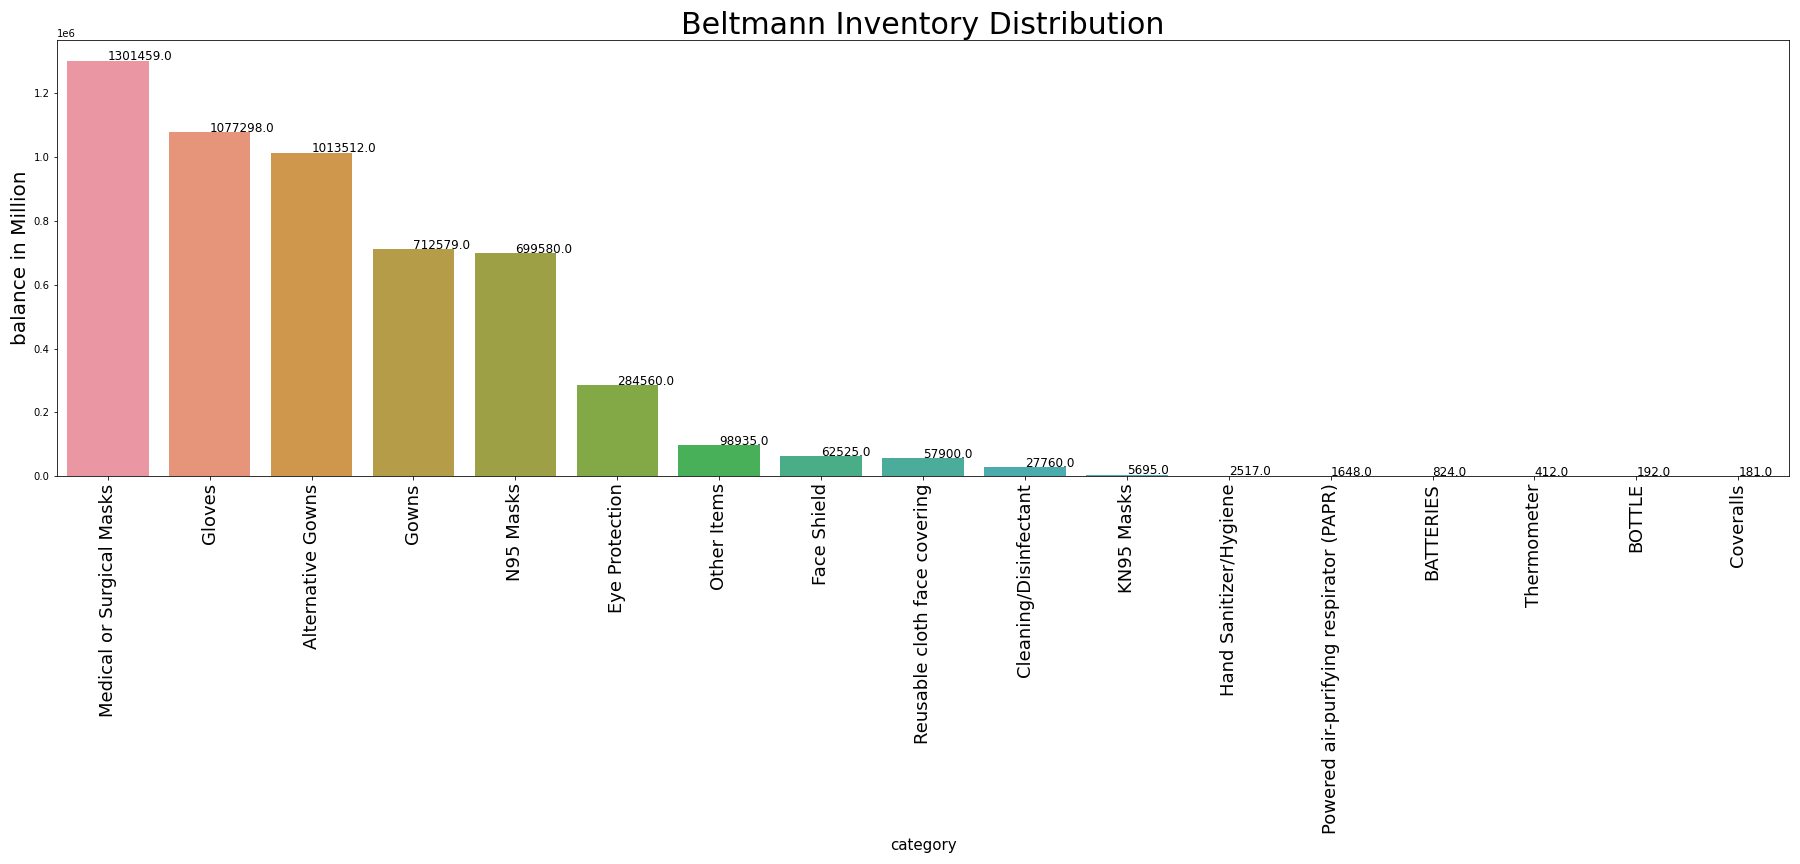 Beltmann Inventory Distribution
1e6
balance in Million
1.2
1.0
0.8
0.6
0.4
0.2
0.0
1301459.0
1077298.0
1013512.0
712579.0
699580.0
284560.0
98935.0
62525.0
57900.0
27760.0
5695.0
2517.0
1648.0
824.0
412.0
192.0
181.0
Medical or Surgical Masks
Gloves
Alternative Gowns
Gowns
N95 Masks
Eye Protection
Other Items
Face Shield
Reusable cloth face covering
Cleaning/Disinfectant
KN95 Masks
Hand Sanitizer/Hygiene
Powered air-purifying respirator (PAPR)
BATTERIES
Thermometer
BOTTLE
Coveralls
category